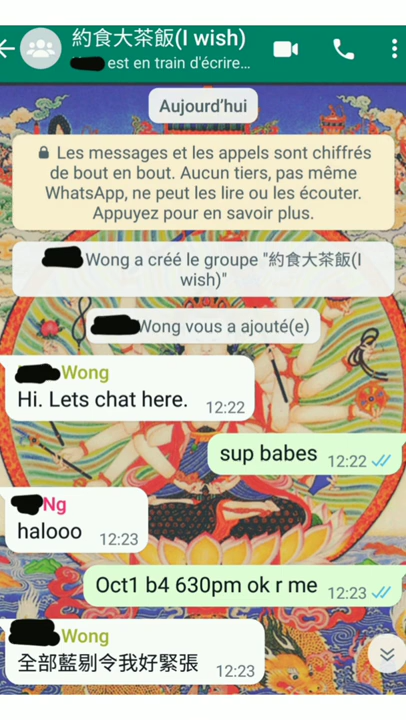 約食大茶飯(I wish)
est en train d'écrire...
Aujourd'hui
Les messages et les appels sont chiffrés
de bout en bout. Aucun tiers, pas même
WhatsApp, ne peut les lire ou les écouter.
Appuyez pour en savoir plus.
Wong a créé le groupe "約食大茶飯(I
wish)"
Wong vous a ajouté(e)
Wong
Hi. Lets chat here. 12:22
sup babes 12:22
Ng
halooo 12:23
Oct1 b4 630pm ok r me 12:23
Wong
全部藍剔令我好緊張 12:23